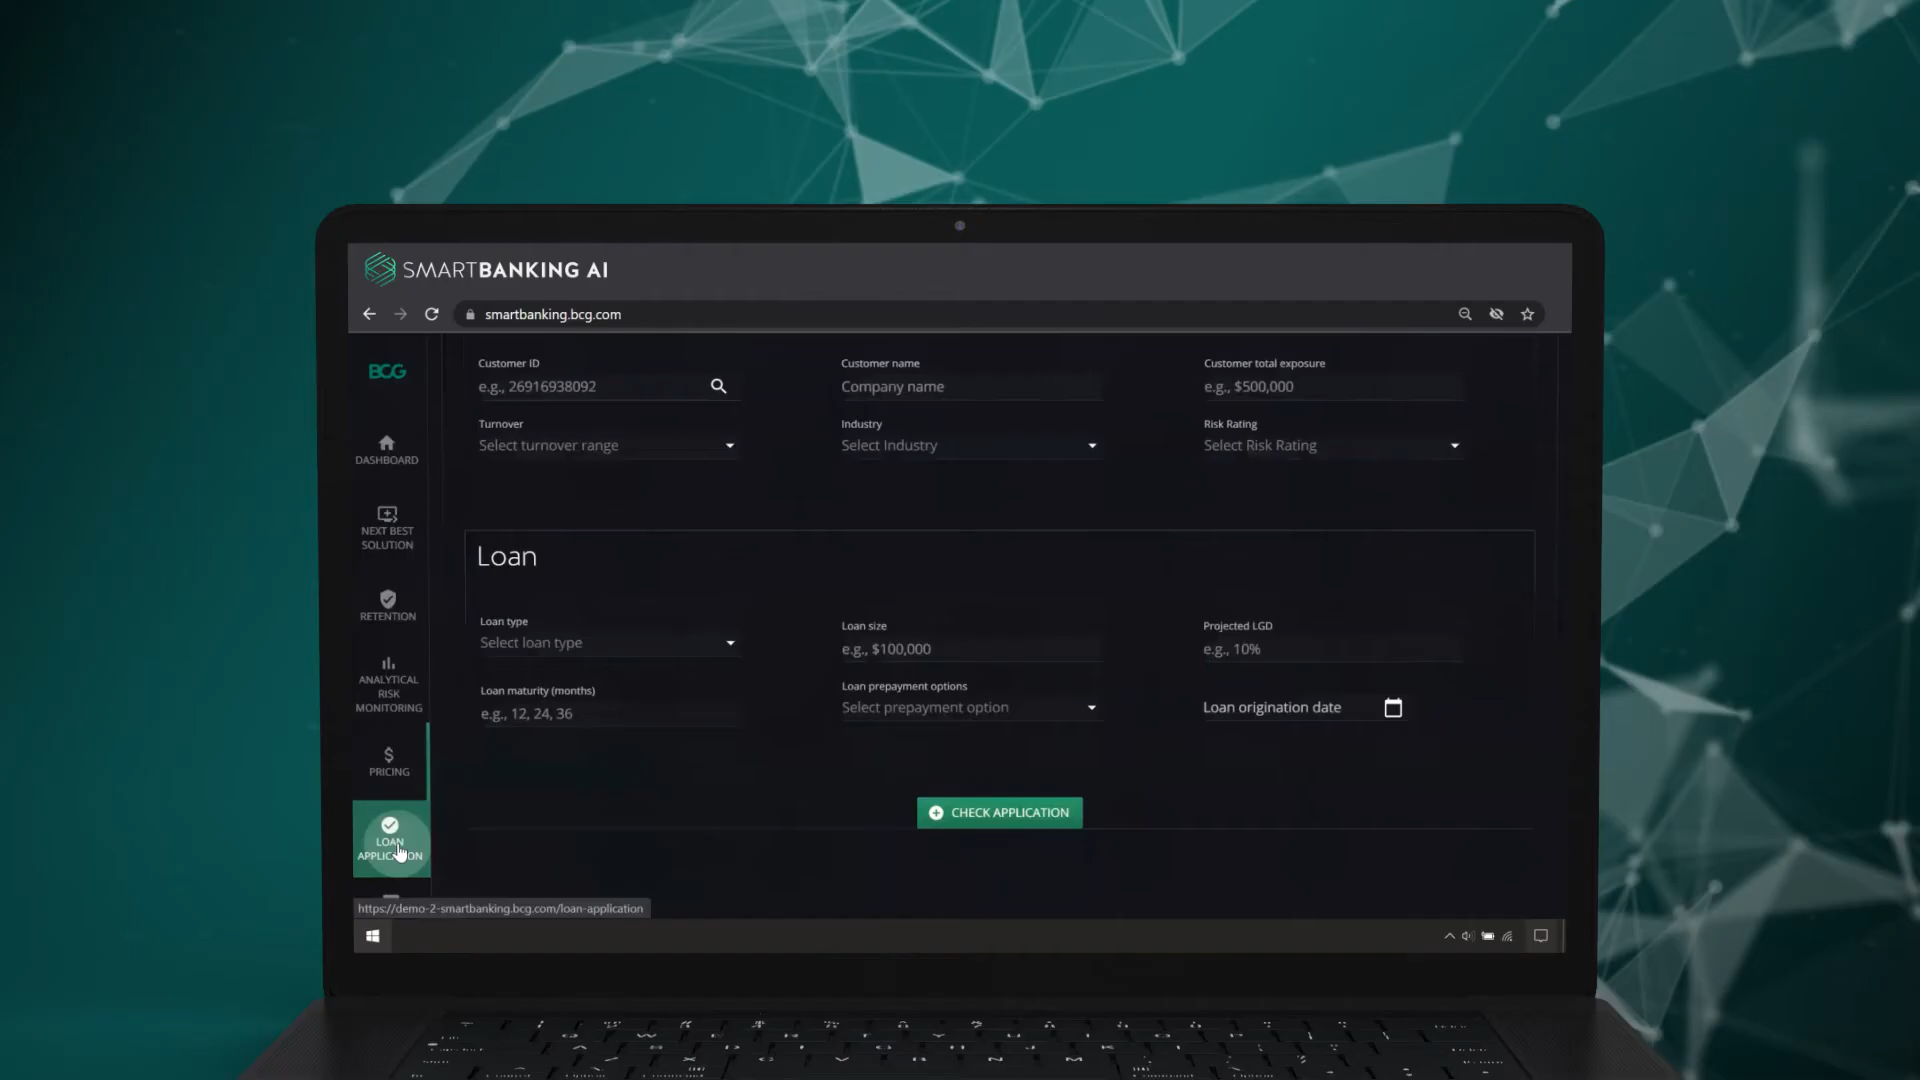 SMARTBANKING AI
smartbanking.bcg.com
BCG
DASHBOARD
NEXT BEST
SOLUTION
RETENTION
ANALYTICAL
RISK
MONITORING
PRICING
LOAN
APPLICATION
Customer ID
e.g., 26916938092
Customer name
Company name
Customer total exposure
e.g., $500,000
Turnover
Select turnover range
Industry
Select Industry
Risk Rating
Select Risk Rating
Loan
Loan type
Select loan type
Loan size
e.g., $100,000
Projected LGD
e.g., 10%
Loan maturity (months)
e.g., 12, 24, 36
Loan prepayment options
Select prepayment option
Loan origination date
CHECK APPLICATION
https://demo-2-smartbanking.bcg.com/loan-application